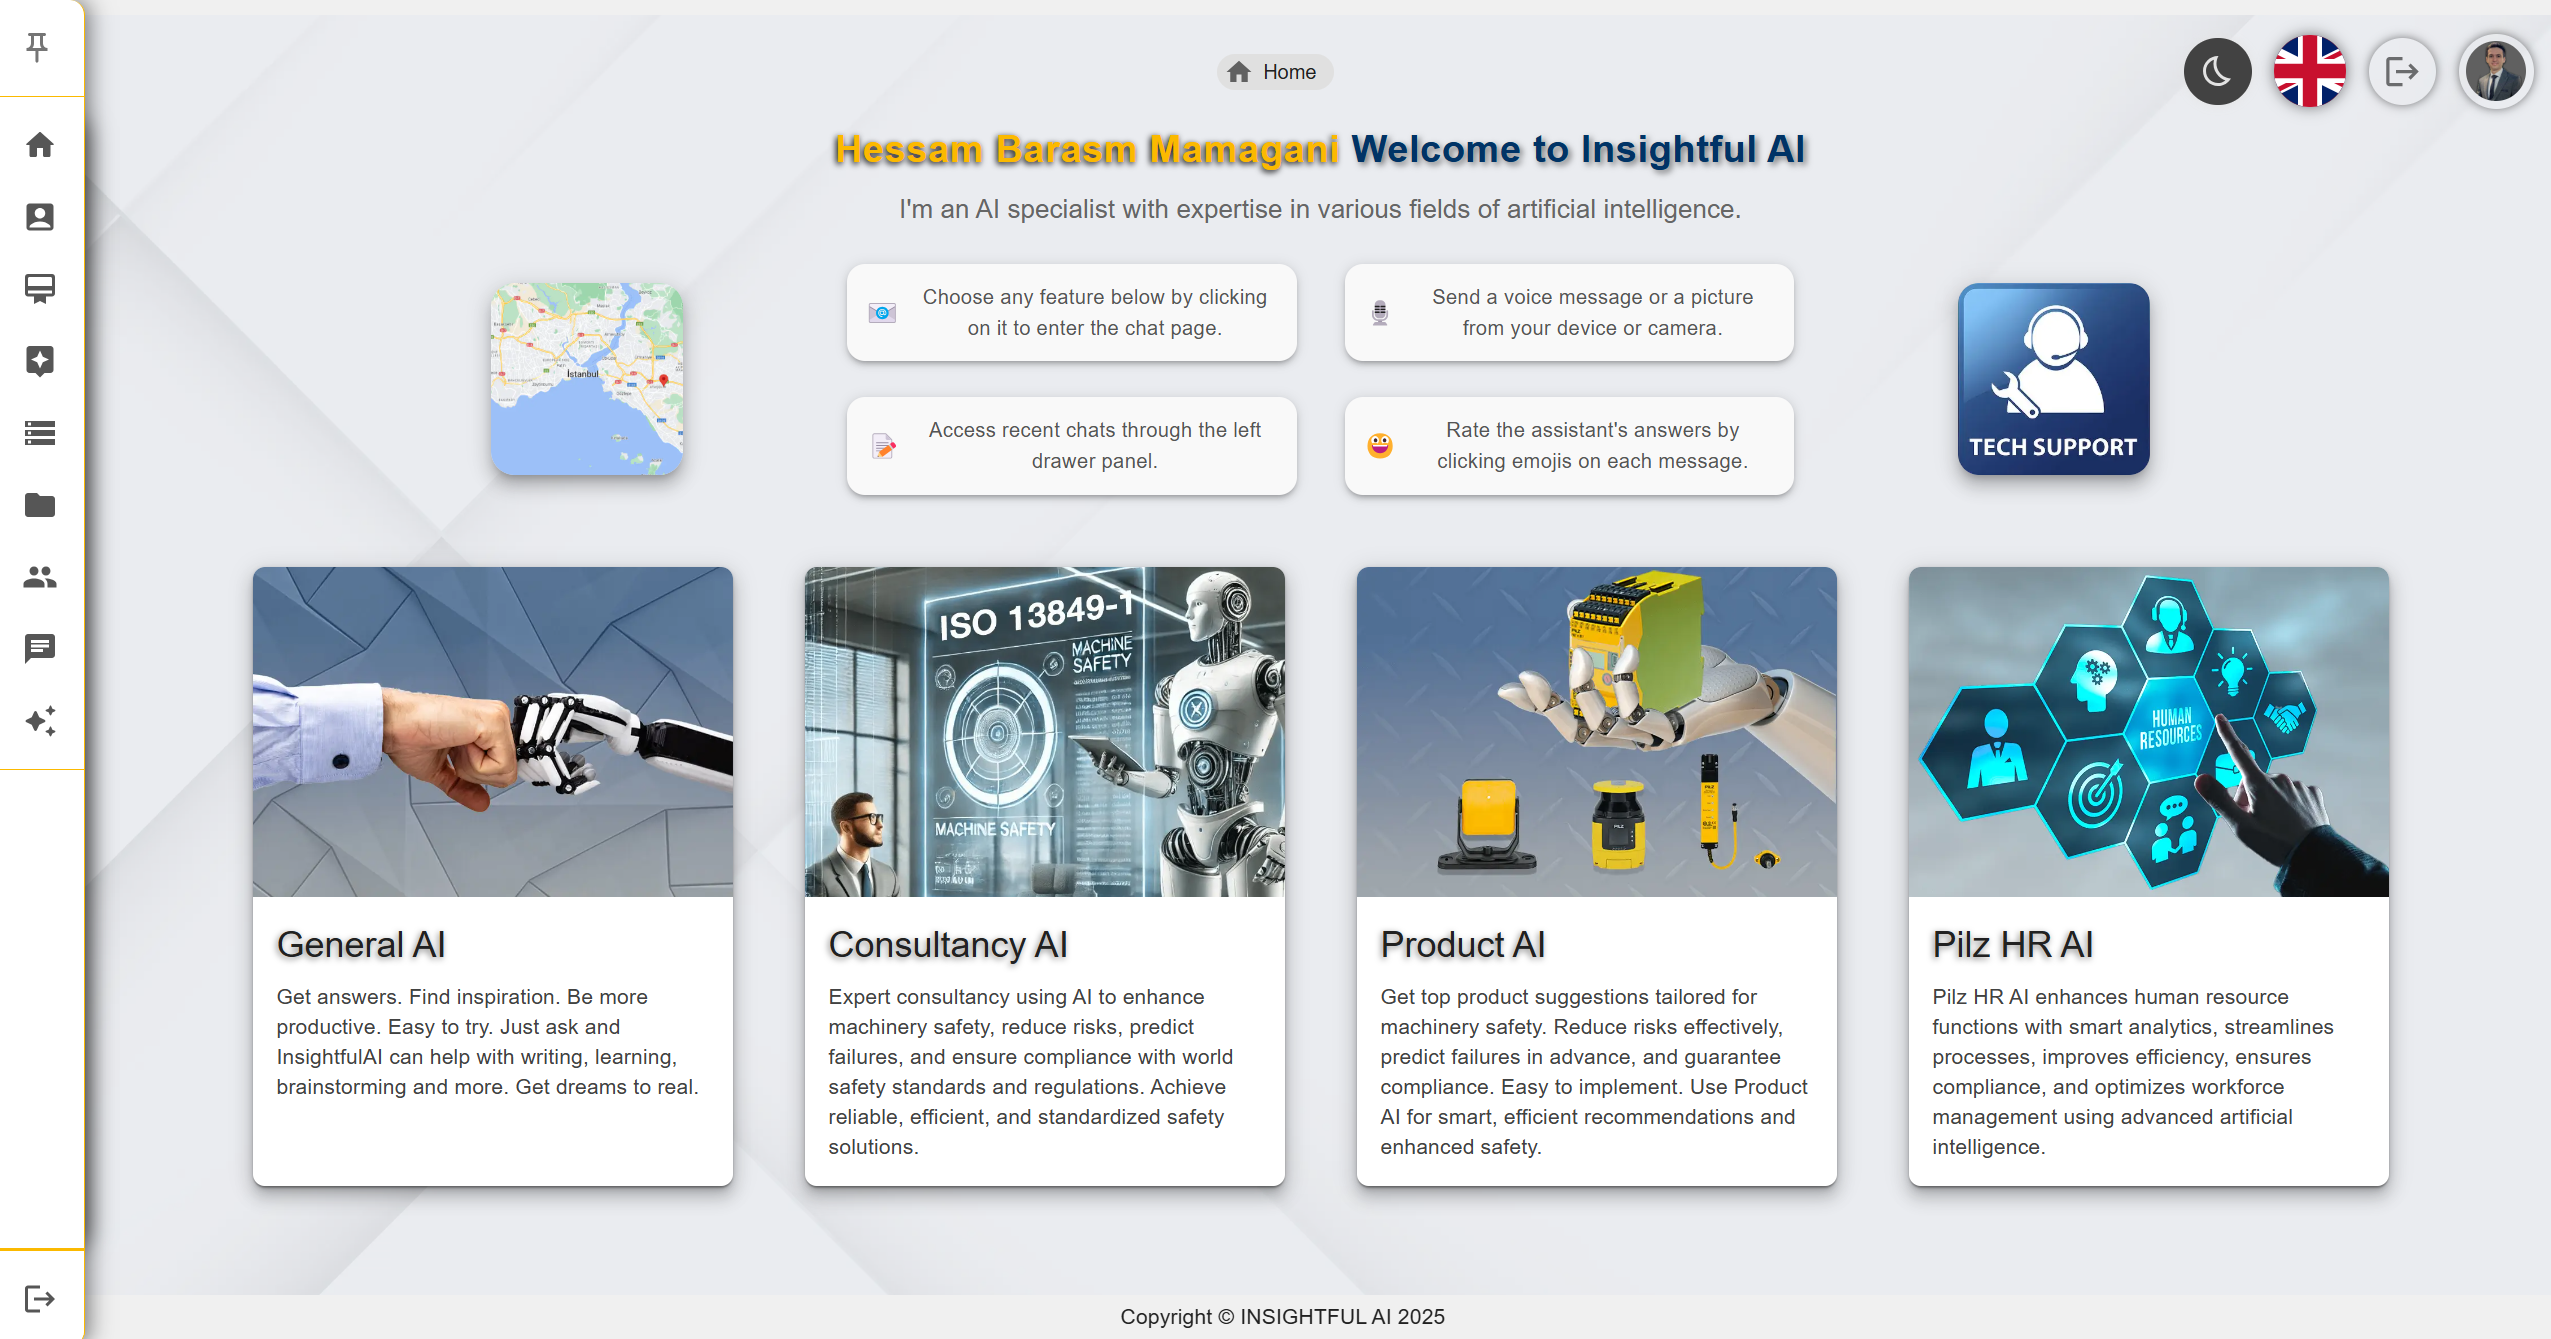 Home
Hessam Barasm Mamagani Welcome to Insightful AI
I'm an AI specialist with expertise in various fields of artificial intelligence.
Choose any feature below by clicking
on it to enter the chat page.
Send a voice message or a picture
from your device or camera.
Access recent chats through the left
drawer panel.
Rate the assistant's answers by
clicking emojis on each message.
İstanbul
TECH SUPPORT
ISO 13849-1
MACHINE
SAFETY
MACHINE SAFETY
PILZ
PILZ
HUMAN
RESOURCES
General AI
Get answers. Find inspiration. Be more
productive. Easy to try. Just ask and
InsightfulAI can help with writing, learning,
brainstorming and more. Get dreams to real.
Consultancy AI
Expert consultancy using AI to enhance
machinery safety, reduce risks, predict
failures, and ensure compliance with world
safety standards and regulations. Achieve
reliable, efficient, and standardized safety
solutions.
Product AI
Get top product suggestions tailored for
machinery safety. Reduce risks effectively,
predict failures in advance, and guarantee
compliance. Easy to implement. Use Product
AI for smart, efficient recommendations and
enhanced safety.
Pilz HR AI
Pilz HR AI enhances human resource
functions with smart analytics, streamlines
processes, improves efficiency, ensures
compliance, and optimizes workforce
management using advanced artificial
intelligence.
Copyright © INSIGHTFUL AI 2025